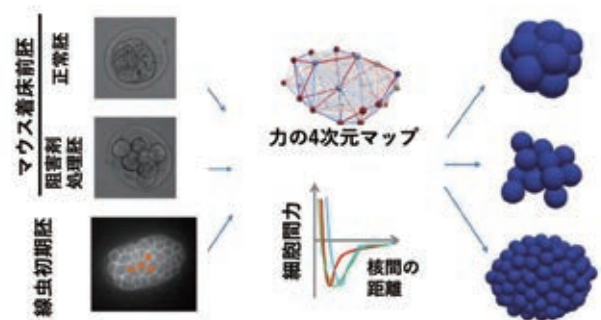 マウス着床前胚
正常胚
阻害剤
処理胚
線虫初期胚
力の4次元マップ
細胞間力
核間の
距離